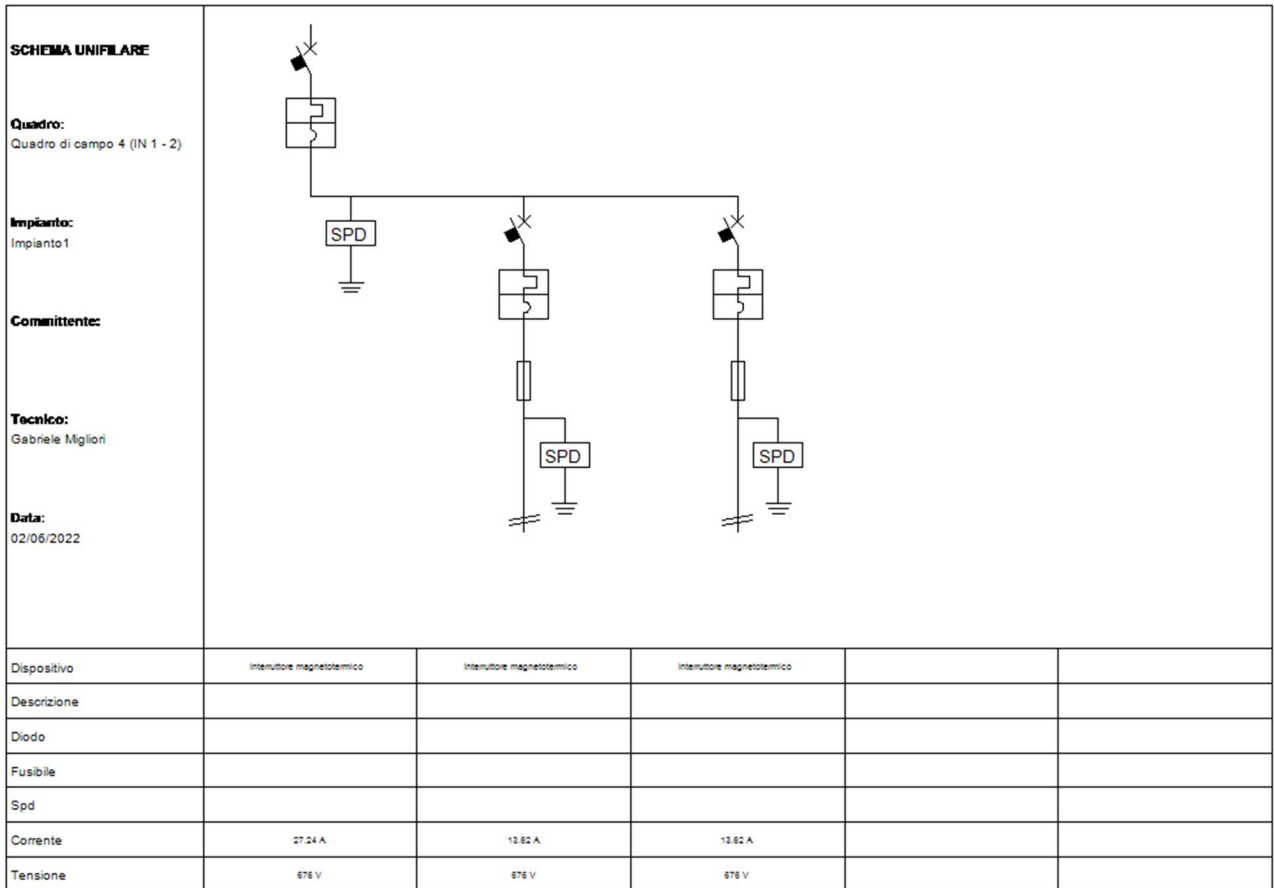 SCHEMA UNIFILARE
Quadro:
Quadro di campo 4 (IN 1 - 2)
Impianto:
Impianto1
Committente:
Tecnico:
Gabriele Migliori
Data:
02/06/2022
SPD
SPD
SPD
Dispositivo Interruttore magnetotermico Interruttore magnetotermico Interruttore magnetotermico
Descrizione
Diodo
Fusibile
Spd
Corrente 27.24 A 13.62 A 13.62 A
Tensione 676 V 676 V 676 V